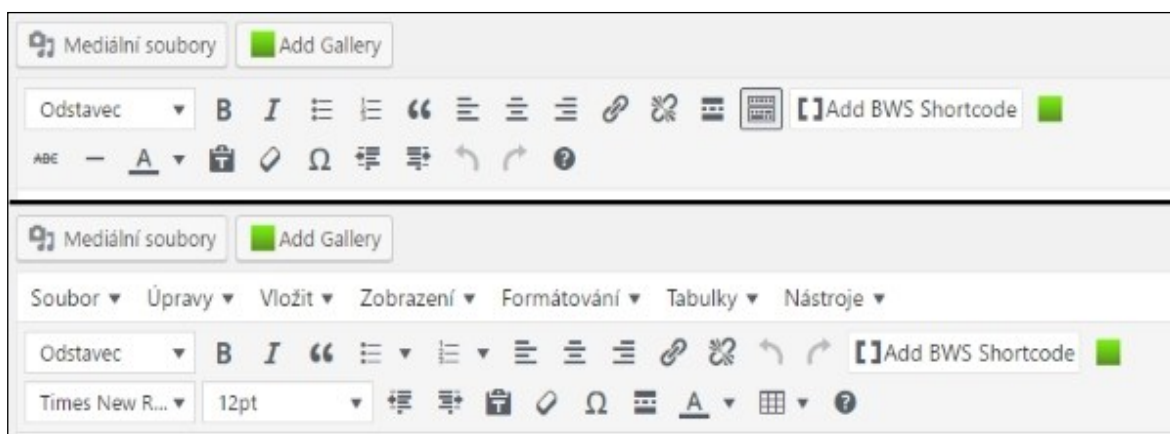 Mediální soubory Add Gallery
Odstavec B I Add BWS Shortcode
ABE A T Ω ?
Mediální soubory Add Gallery
Soubor Úpravy Vložit Zobrazení Formátování Tabulky Nástroje
Odstavec B I Add BWS Shortcode
Times New R... 12pt T Ω A ?